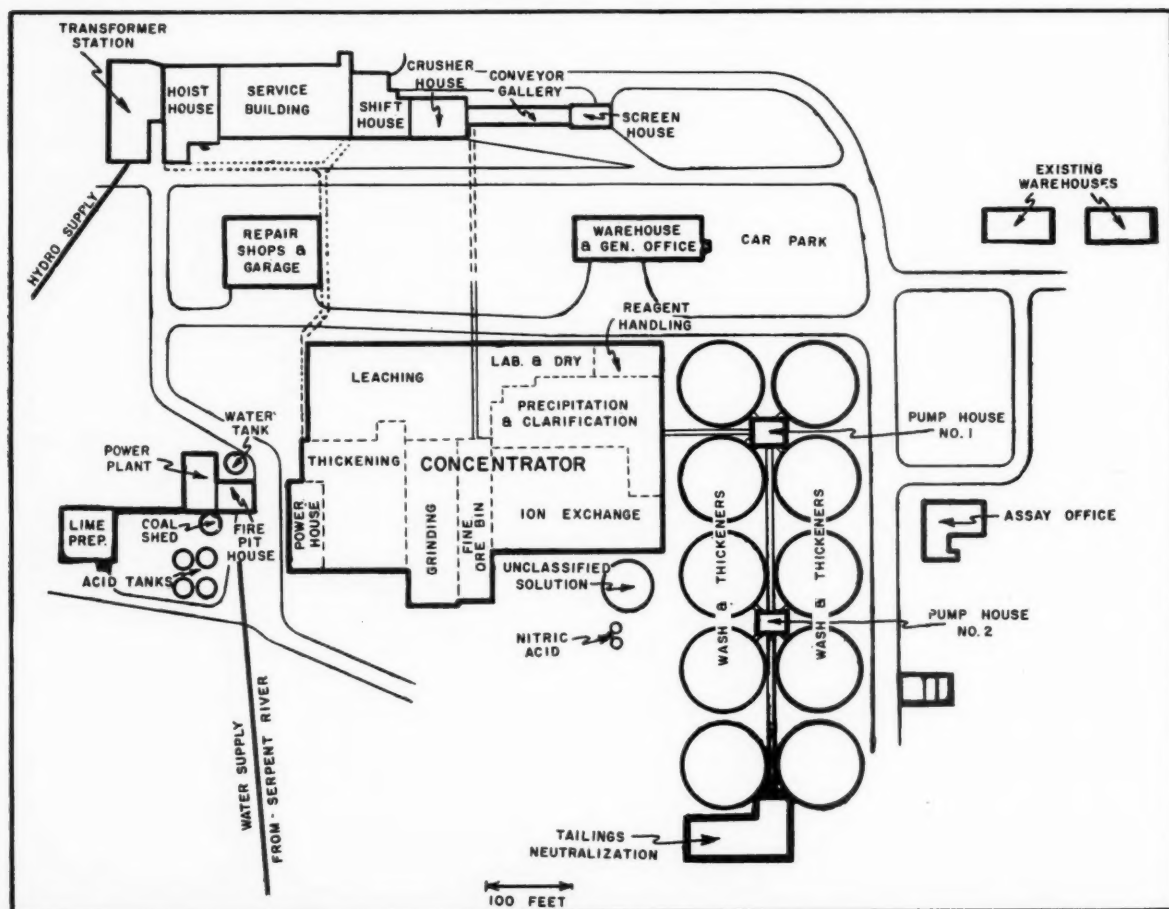 TRANSFORMER
STATION
HOIST
HOUSE
SERVICE
BUILDING
SHIFT
HOUSE
CRUSHER
HOUSE
CONVEYOR
GALLERY
SCREEN
HOUSE
EXISTING
WAREHOUSES
HYDRO SUPPLY
REPAIR
SHOPS &
GARAGE
WAREHOUSE
& GEN. OFFICE
CAR PARK
REAGENT
HANDLING
LEACHING
LAB. & DRY
PRECIPITATION
& CLARIFICATION
PUMP HOUSE
NO. 1
WATER
TANK
POWER
PLANT
THICKENING
CONCENTRATOR
LIME
PREP.
COAL
SHED
FIRE
PIT
HOUSE
POWER
HOUSE
GRINDING
FINE
ORE BIN
ION EXCHANGE
WASH & THICKENERS
WASH & THICKENERS
ASSAY OFFICE
ACID TANKS
UNCLASSIFIED
SOLUTION
NITRIC
ACID
PUMP HOUSE
NO. 2
WATER SUPPLY
FROM - SERPENT RIVER
TAILINGS
NEUTRALIZATION
100 FEET